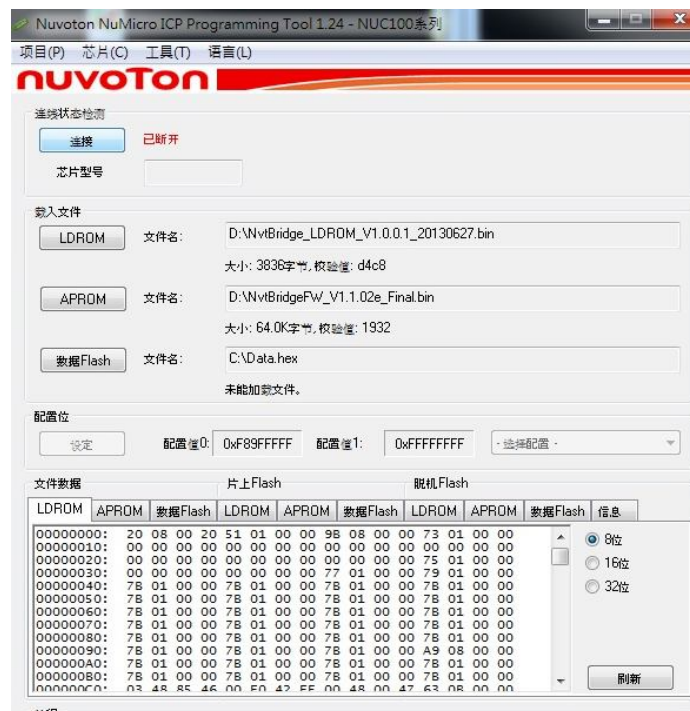 Nuvoton NuMicro ICP Programming Tool 1.24 - NUC100系列
项目(P) 芯片(C) 工具(T) 语言(L)
nuvoTon
连线状态检测
连接 已断开
芯片型号
载入文件
LDROM 文件名: D:\NvtBridge_LDROM_V1.0.0.1_20130627.bin
大小: 3836字节,校验值: d4c8
APROM 文件名: D:\NvtBridgeFW_V1.1.02e_Final.bin
大小: 64.0K字节,校验值: 1932
数据Flash 文件名: C:\Data.hex
未能加载文件。
配置位
设定 配置值0: 0xF89FFFFF 配置值1: 0xFFFFFFFF - 选择配置 -
文件数据 片上Flash 脱机Flash
LDROM APROM 数据Flash LDROM APROM 数据Flash LDROM APROM 数据Flash 信息
00000000: 20 08 00 20 51 01 00 00 9B 08 00 00 73 01 00 00
00000010: 00 00 00 00 00 00 00 00 00 00 00 00 00 00 00 00
00000020: 00 00 00 00 00 00 00 00 00 00 00 00 75 01 00 00
00000030: 00 00 00 00 00 00 00 00 77 01 00 00 79 01 00 00
00000040: 7B 01 00 00 7B 01 00 00 7B 01 00 00 7B 01 00 00
00000050: 7B 01 00 00 7B 01 00 00 7B 01 00 00 7B 01 00 00
00000060: 7B 01 00 00 7B 01 00 00 7B 01 00 00 7B 01 00 00
00000070: 7B 01 00 00 7B 01 00 00 7B 01 00 00 7B 01 00 00
00000080: 7B 01 00 00 7B 01 00 00 7B 01 00 00 7B 01 00 00
00000090: 7B 01 00 00 7B 01 00 00 7B 01 00 00 A9 08 00 00
000000A0: 7B 01 00 00 7B 01 00 00 7B 01 00 00 7B 01 00 00
000000B0: 7B 01 00 00 7B 01 00 00 7B 01 00 00 7B 01 00 00
000000C0: 03 48 85 46 00 F0 42 FF 00 48 00 47 63 0B 00 00
8位
16位
32位
刷新